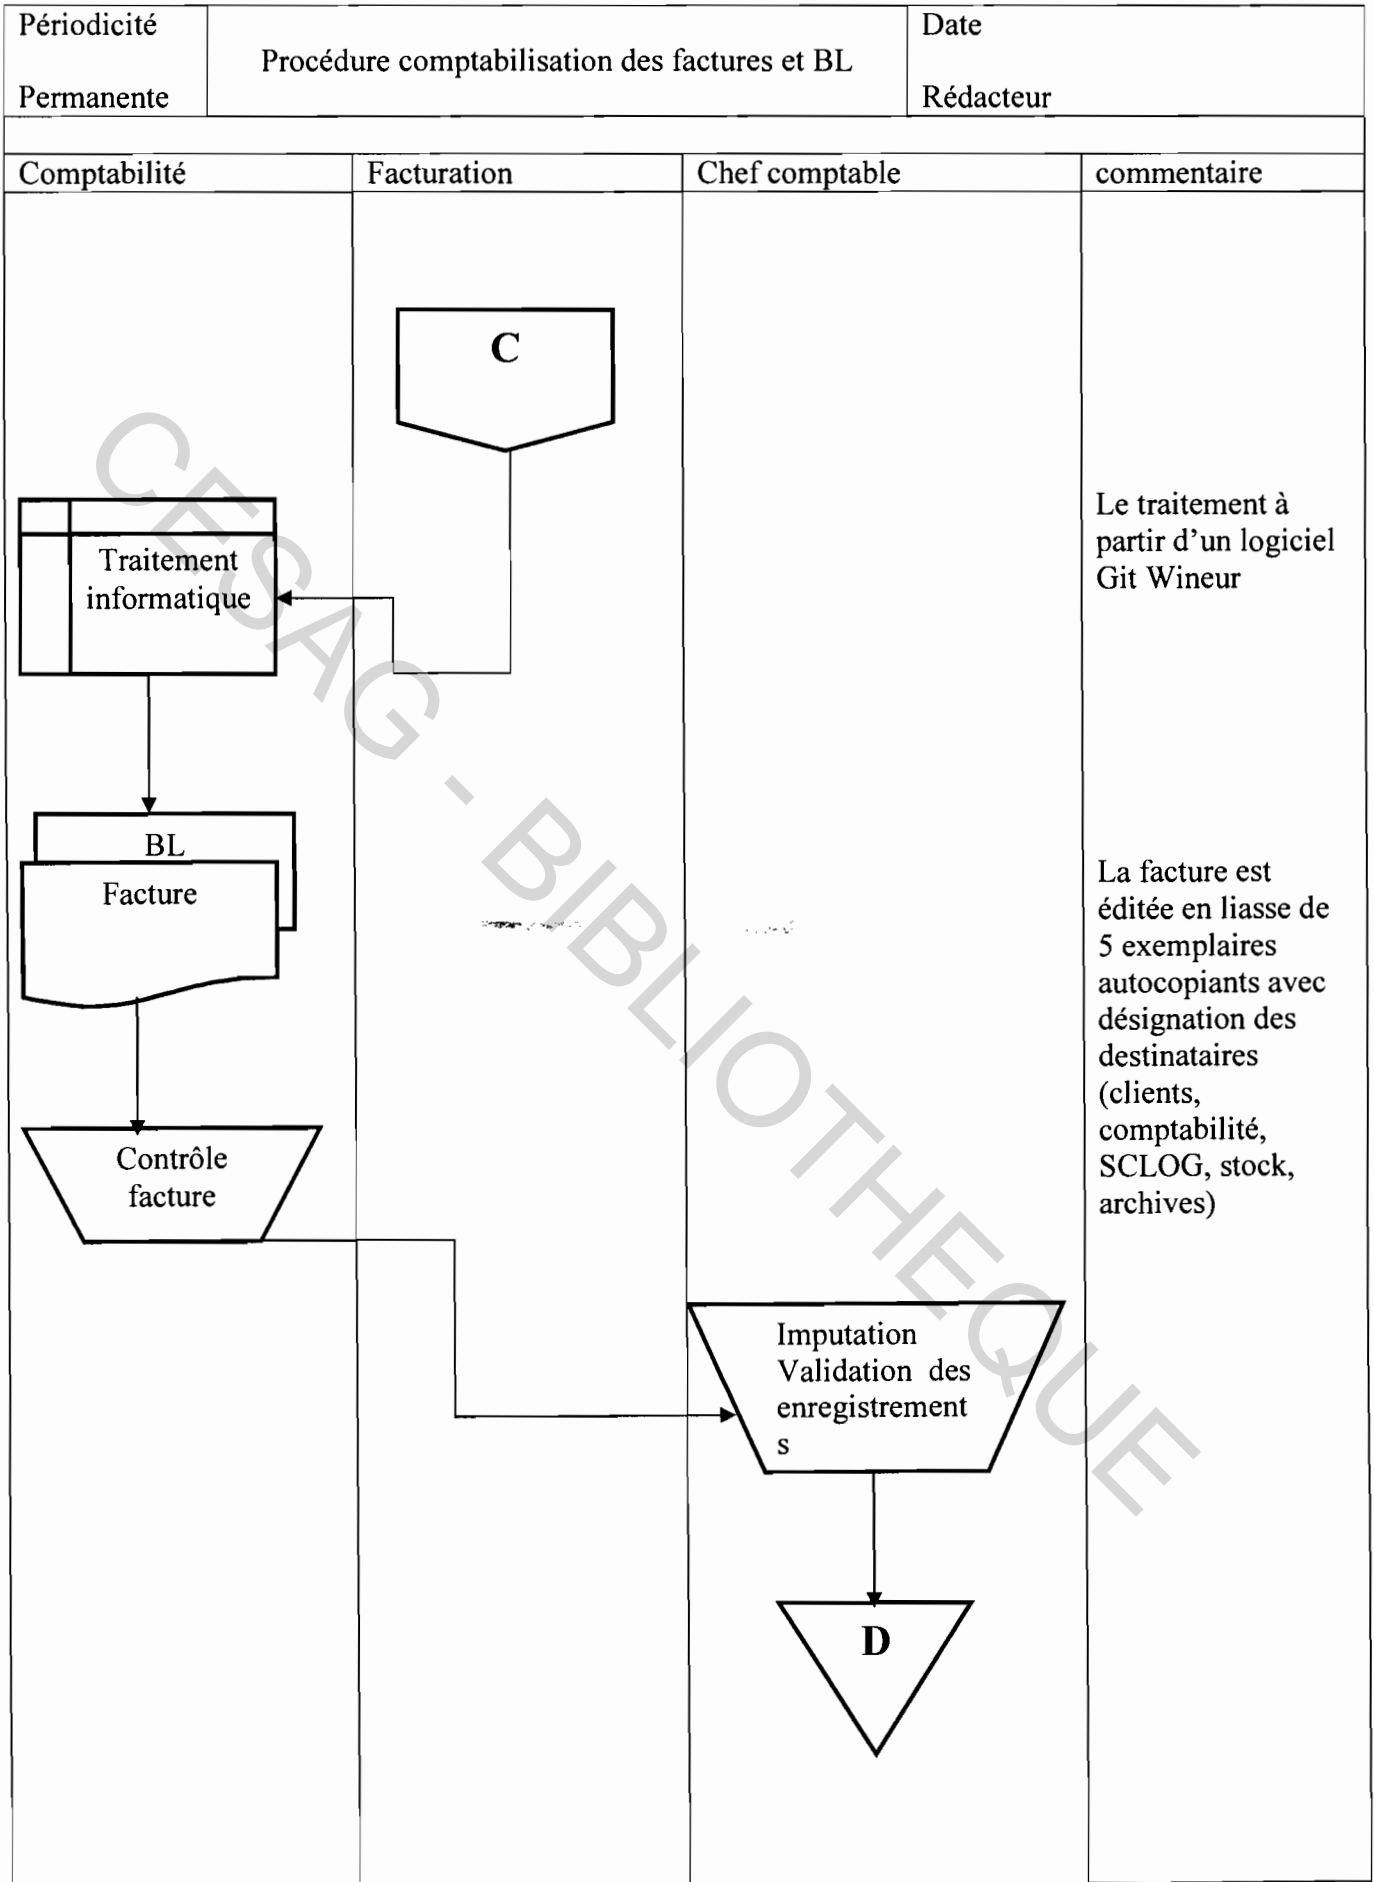 Périodicité
Permanente
Procédure comptabilisation des factures et BL
Date
Rédacteur
Comptabilité
Facturation
Chef comptable
commentaire
C
Traitement
informatique
Le traitement à
partir d'un logiciel
Git Wineur
BL
Facture
La facture est
éditée en liasse de
5 exemplaires
autocopiants avec
désignation des
destinataires
(clients,
comptabilité,
SCLOG, stock,
archives)
Contrôle
facture
Imputation
Validation des
enregistrement
s
D
CESAG - BIBLIOTHEQUE